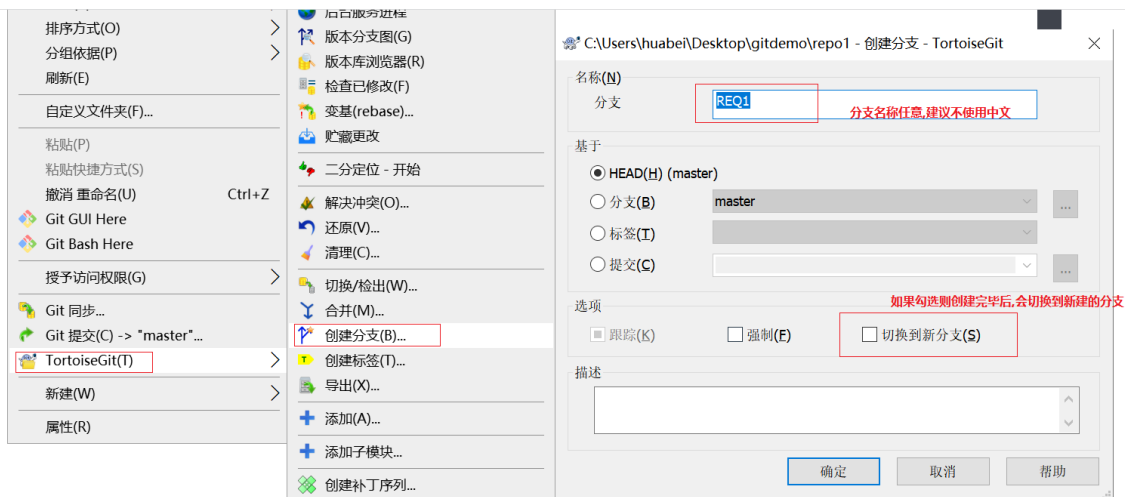 排序方式(O)
分组依据(P)
刷新(E)
自定义文件夹(F)...
粘贴(P)
粘贴快捷方式(S)
撤消 重命名(U) Ctrl+Z
Git GUI Here
Git Bash Here
授予访问权限(G)
Git 同步...
Git 提交(C) -> "master"...
TortoiseGit(T)
新建(W)
属性(R)
后台服务进程
版本分支图(G)
版本库浏览器(R)
检查已修改(F)
变基(rebase)...
贮藏更改
二分定位 - 开始
解决冲突(O)...
还原(V)...
清理(C)...
切换/检出(W)...
合并(M)...
创建分支(B)...
创建标签(T)...
导出(X)...
添加(A)...
添加子模块...
创建补丁序列...
C:\Users\huabei\Desktop\gitdemo\repo1 - 创建分支 - TortoiseGit
名称(N)
分支 REQ1
分支名称任意,建议不使用中文
基于
HEAD(H) (master)
分支(B) master ...
标签(T)
提交(C) ...
如果勾选则创建完毕后,会切换到新建的分支
选项
跟踪(K) 强制(F) 切换到新分支(S)
描述
确定 取消 帮助